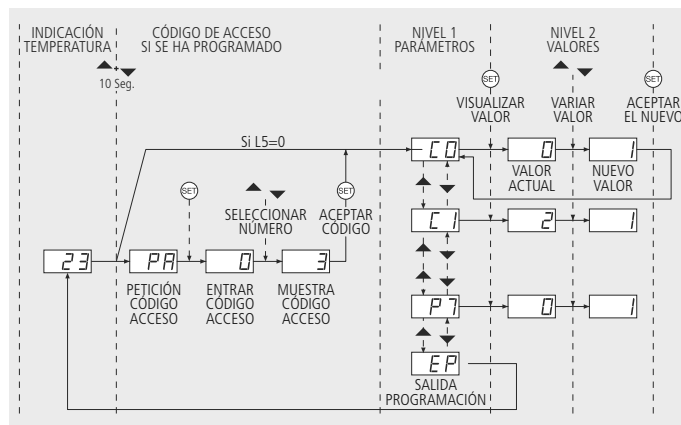 INDICACIÓN
TEMPERATURA
CÓDIGO DE ACCESO
SI SE HA PROGRAMADO
NIVEL 1
PARÁMETROS
NIVEL 2
VALORES
+
10 Seg.
SET
SET
VISUALIZAR
VALOR
VARIAR
VALOR
ACEPTAR
EL NUEVO
Si L5=0
C0
0
1
VALOR
ACTUAL
NUEVO
VALOR
SET
SET
SELECCIONAR
NÚMERO
ACEPTAR
CÓDIGO
C1
2
1
23
PA
0
3
PETICIÓN
CÓDIGO
ACCESO
ENTRAR
CÓDIGO
ACCESO
MUESTRA
CÓDIGO
ACCESO
P7
0
1
EP
SALIDA
PROGRAMACIÓN